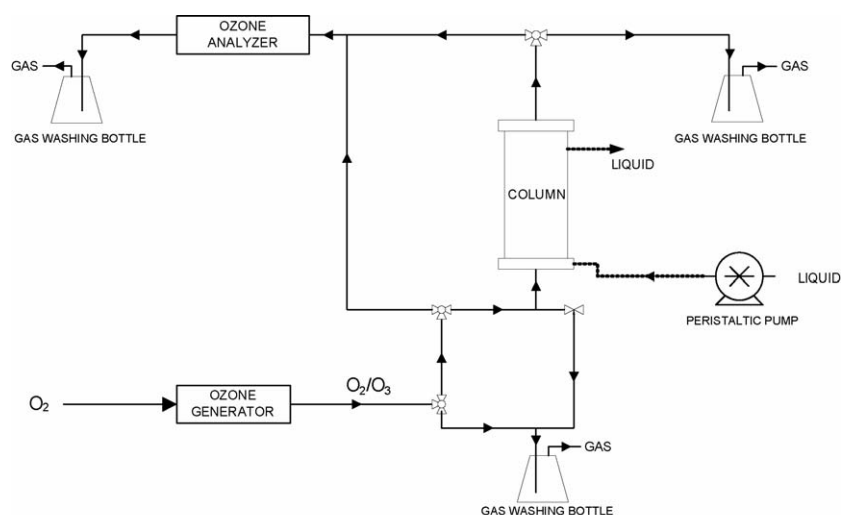 OZONE
ANALYZER
GAS
GAS
GAS WASHING BOTTLE
GAS WASHING BOTTLE
LIQUID
COLUMN
LIQUID
PERISTALTIC PUMP
O₂/O₃
O₂
OZONE
GENERATOR
GAS
GAS WASHING BOTTLE